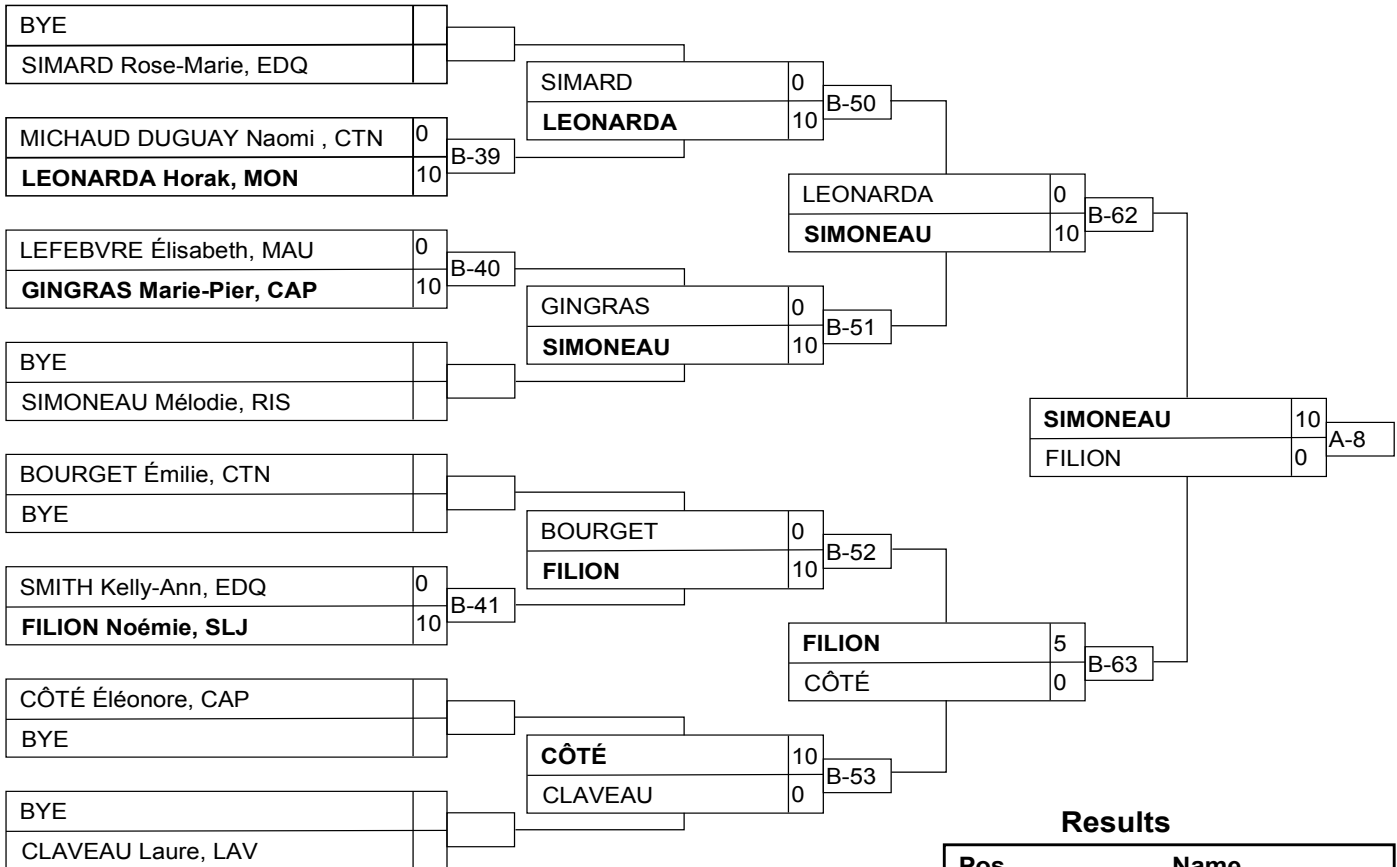 BYE
SIMARD Rose-Marie, EDQ
MICHAUD DUGUAY Naomi , CTN 0
LEONARDA Horak, MON 10
B-39
LEFEBVRE Élisabeth, MAU 0
GINGRAS Marie-Pier, CAP 10
B-40
BYE
SIMONEAU Mélodie, RIS
BOURGET Émilie, CTN
BYE
SMITH Kelly-Ann, EDQ 0
FILION Noémie, SLJ 10
B-41
CÔTÉ Éléonore, CAP
BYE
BYE
CLAVEAU Laure, LAV
SIMARD 0
LEONARDA 10
B-50
GINGRAS 0
SIMONEAU 10
B-51
BOURGET 0
FILION 10
B-52
CÔTÉ 10
CLAVEAU 0
B-53
LEONARDA 0
SIMONEAU 10
B-62
FILION 5
CÔTÉ 0
B-63
SIMONEAU 10
FILION 0
A-8
Results
Pos Name